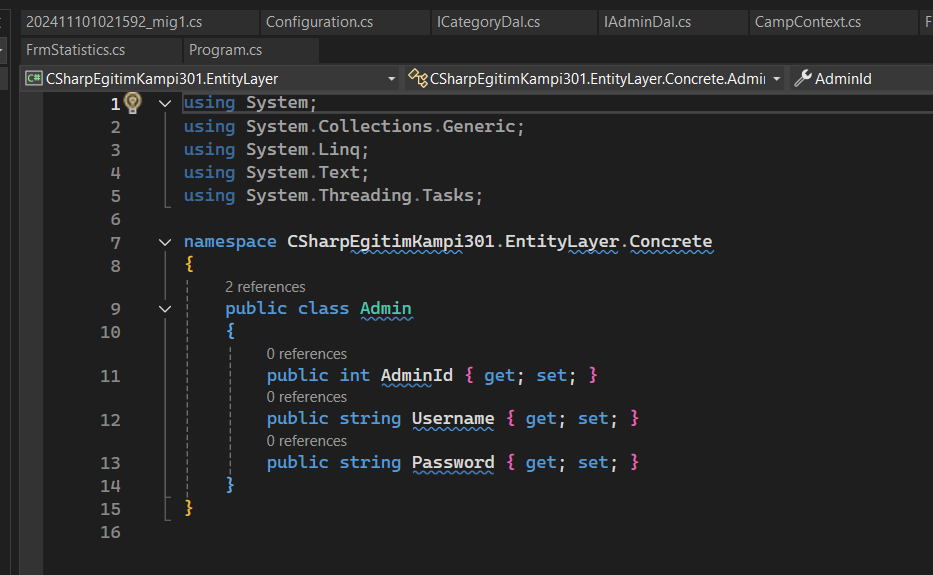 202411101021592_mig1.cs Configuration.cs ICategoryDal.cs IAdminDal.cs CampContext.cs F
FrmStatistics.cs Program.cs
C# CSharpEgitimKampi301.EntityLayer CSharpEgitimKampi301.EntityLayer.Concrete.Admin AdminId
1 using System;
2 using System.Collections.Generic;
3 using System.Linq;
4 using System.Text;
5 using System.Threading.Tasks;
6
7 namespace CSharpEgitimKampi301.EntityLayer.Concrete
8 {
2 references
9 public class Admin
10 {
0 references
11 public int AdminId { get; set; }
0 references
12 public string Username { get; set; }
0 references
13 public string Password { get; set; }
14 }
15 }
16